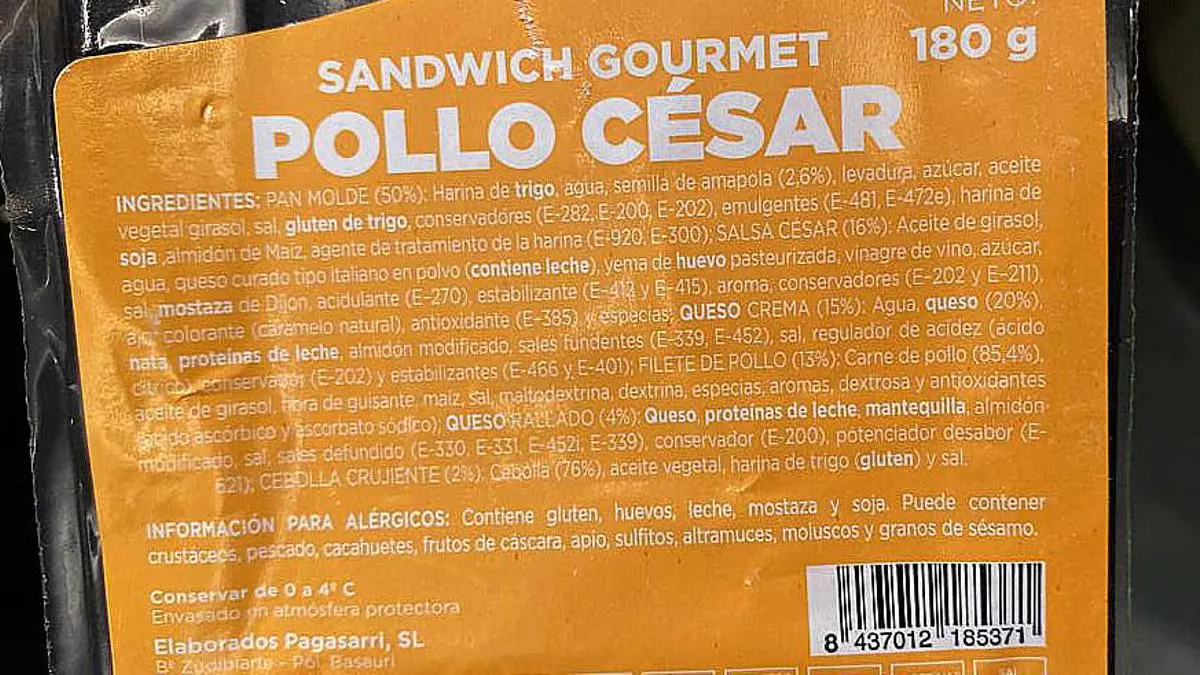 NETO:
SANDWICH GOURMET 180 g
POLLO CÉSAR
INGREDIENTES: PAN MOLDE (50%): Harina de trigo, agua, semilla de amapola (2,6%), levadura, azúcar, aceite
vegetal girasol, sal, gluten de trigo, conservadores (E-282, E-200, E-202), emulgentes (E-481, E-472e), harina de
soja ,almidón de Maíz, agente de tratamiento de la harina (E-920, E-300); SALSA CÉSAR (16%): Aceite de girasol,
agua, queso curado tipo italiano en polvo (contiene leche), yema de huevo pasteurizada, vinagre de vino, azúcar,
sal, mostaza de Dijon, acidulante (E-270), estabilizante (E-412 y E-415), aroma, conservadores (E-202 y E-211),
ajo, colorante (caramelo natural), antioxidante (E-385) y especias; QUESO CREMA (15%): Agua, queso (20%),
nata, proteínas de leche, almidón modificado, sales fundentes (E-339, E-452), sal, regulador de acidez (ácido
cítrico), conservador (E-202) y estabilizantes (E-466 y E-401); FILETE DE POLLO (13%): Carne de pollo (85,4%),
aceite de girasol, fibra de guisante, maíz, sal, maltodextrina, dextrina, especias, aromas, dextrosa y antioxidantes
(ácido ascórbico y ascorbato sódico); QUESO RALLADO (4%): Queso, proteínas de leche, mantequilla, almidón
modificado, sal, sales defundido (E-330, E-331, E-452i, E-339), conservador (E-200), potenciador desabor (E-
621); CEBOLLA CRUJIENTE (2%): Cebolla (76%), aceite vegetal, harina de trigo (gluten) y sal.
INFORMACIÓN PARA ALÉRGICOS: Contiene gluten, huevos, leche, mostaza y soja. Puede contener
crustáceos, pescado, cacahuetes, frutos de cáscara, apio, sulfitos, altramuces, moluscos y granos de sésamo.
Conservar de 0 a 4º C
Envasado en atmósfera protectora
Elaborados Pagasarri, SL
Bº Zudibiarte - Pol. Basauri
8 437012 185371
SAL